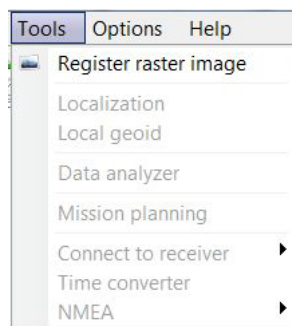 Tools Options Help
Register raster image
Localization
Local geoid
Data analyzer
Mission planning
Connect to receiver
Time converter
NMEA